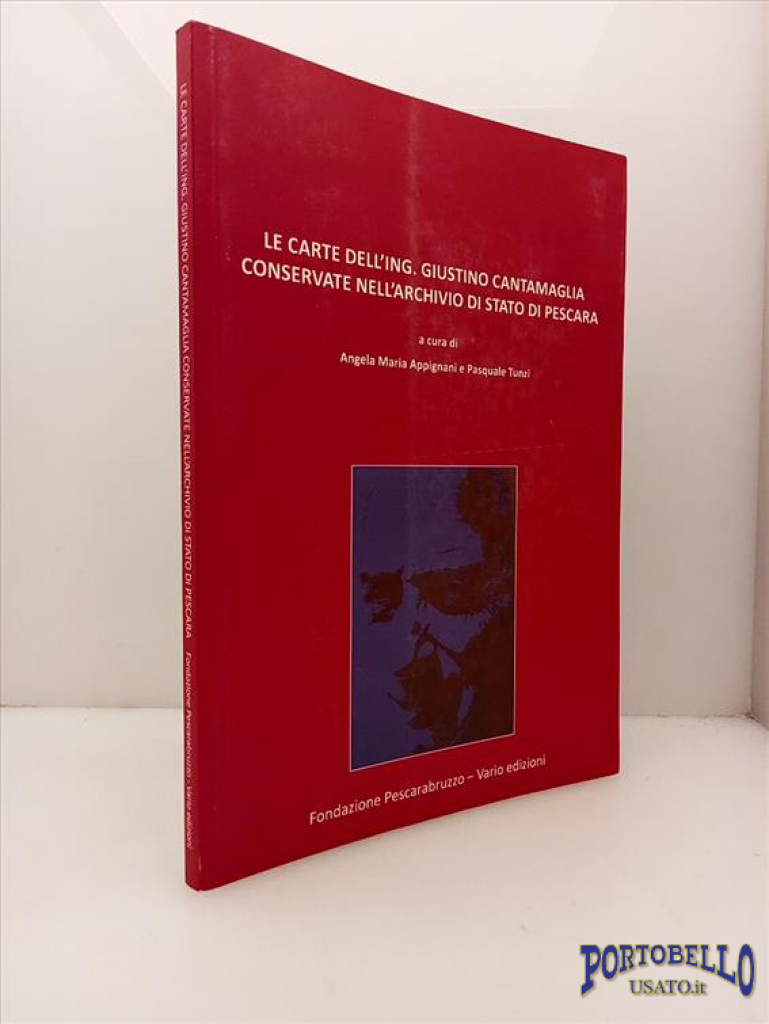 LE CARTE DELL'ING. GIUSTINO CANTAMAGLIA CONSERVATE NELL'ARCHIVIO DI STATO DI PESCARA Fondazione Pescarabruzzo - Vario edizioni
LE CARTE DELL'ING. GIUSTINO CANTAMAGLIA
CONSERVATE NELL'ARCHIVIO DI STATO DI PESCARA
a cura di
Angela Maria Appignani e Pasquale Tunzi
Fondazione Pescarabruzzo – Vario edizioni
PORTOBELLO
USATO.it